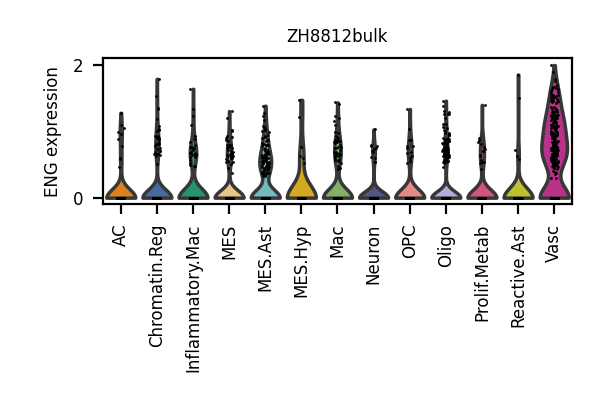 ZH8812bulk
ENG expression
2
0
AC
Chromatin.Reg
Inflammatory.Mac
MES
MES.Ast
MES.Hyp
Mac
Neuron
OPC
Oligo
Prolif.Metab
Reactive.Ast
Vasc